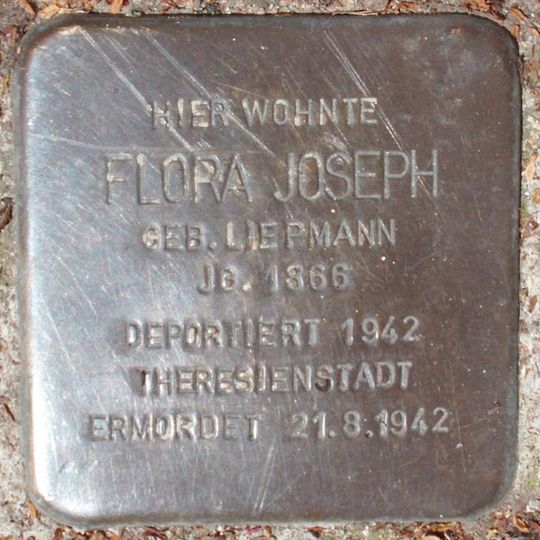 HIER WOHNTE
FLORA JOSEPH
GEB. LIEPMANN
JG. 1866
DEPORTIERT 1942
THERESIENSTADT
ERMORDET 21.8.1942